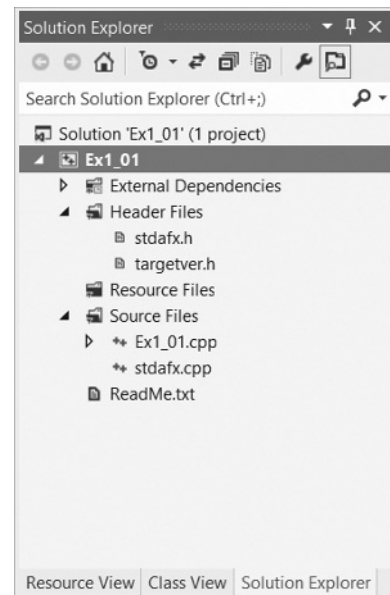 Solution Explorer
Search Solution Explorer (Ctrl+;)
Solution 'Ex1_01' (1 project)
Ex1_01
External Dependencies
Header Files
stdafx.h
targetver.h
Resource Files
Source Files
Ex1_01.cpp
stdafx.cpp
ReadMe.txt
Resource View Class View Solution Explorer